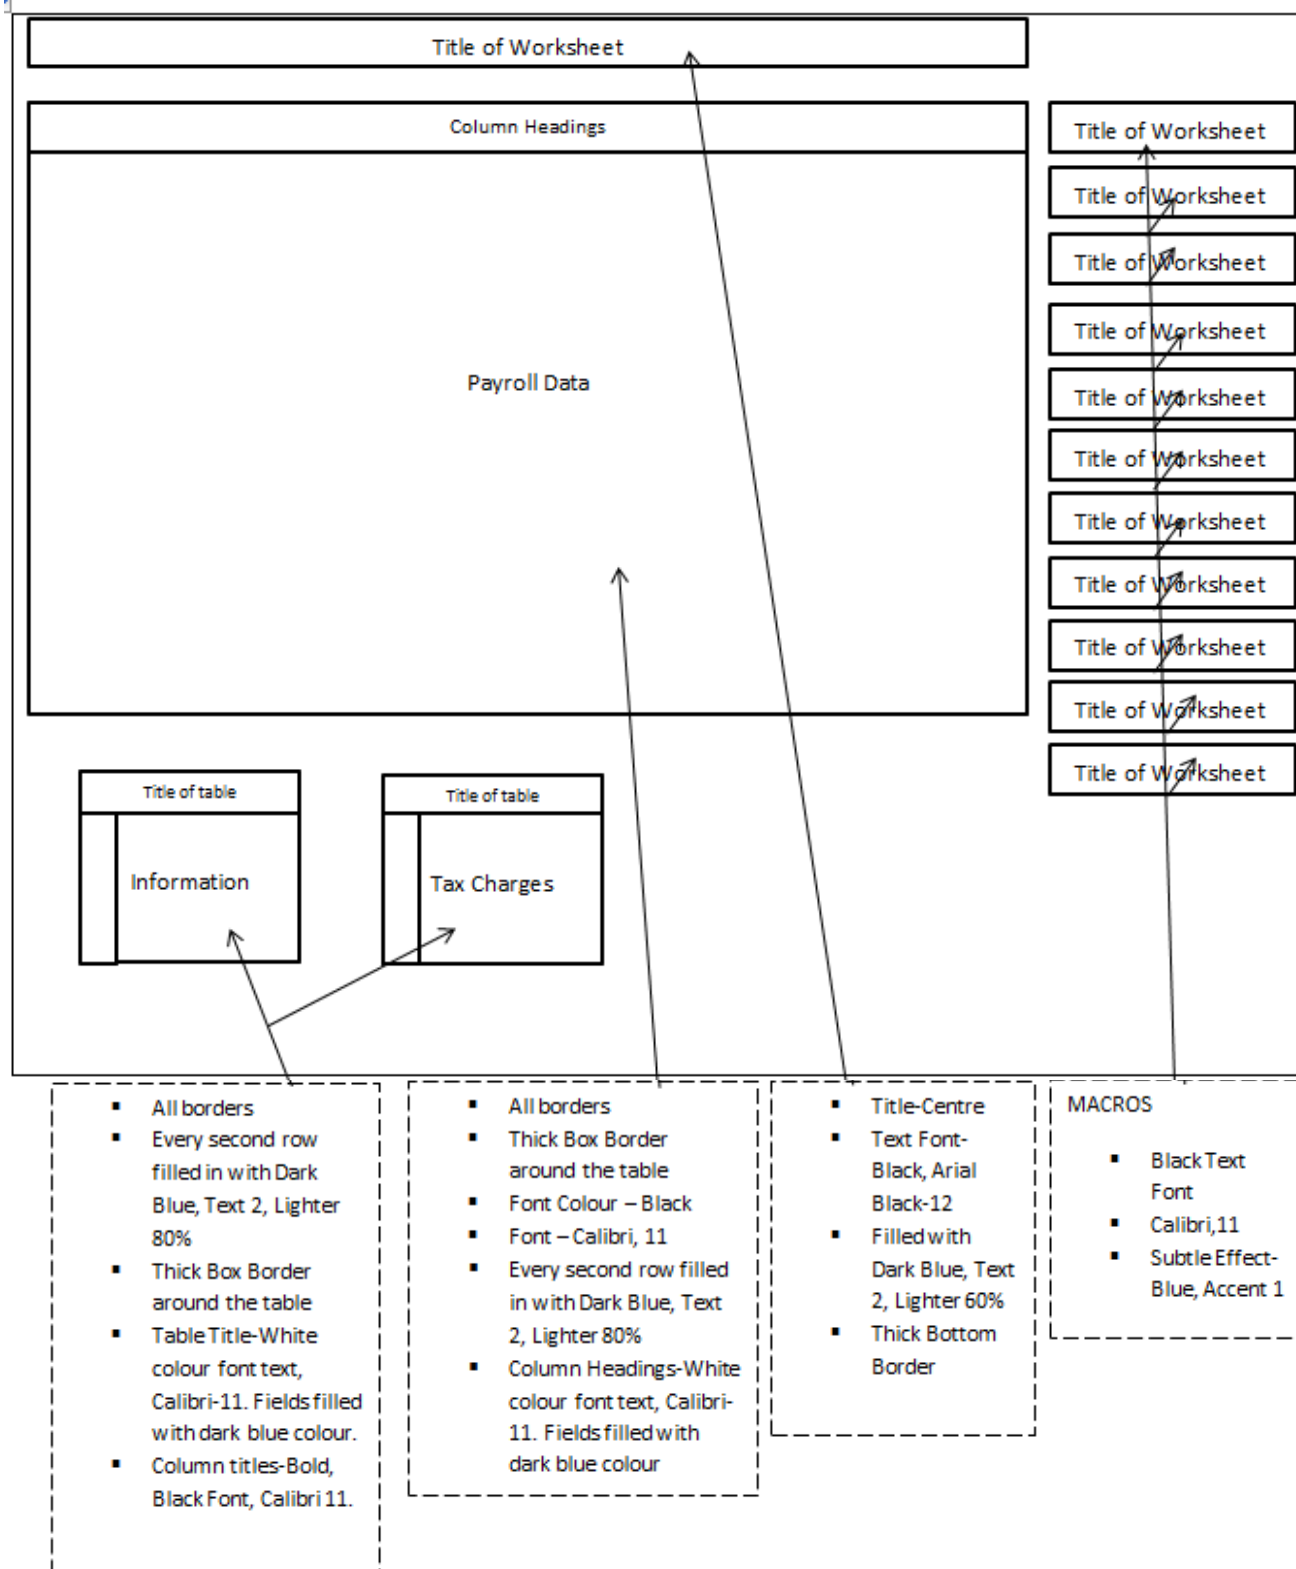 Title of Worksheet
Column Headings
Payroll Data
Title of Worksheet
Title of Worksheet
Title of Worksheet
Title of Worksheet
Title of Worksheet
Title of Worksheet
Title of Worksheet
Title of Worksheet
Title of Worksheet
Title of Worksheet
Title of Worksheet
Title of table
Information
Title of table
Tax Charges
▪ All borders
▪ Every second row
filled in with Dark
Blue, Text 2, Lighter
80%
▪ Thick Box Border
around the table
▪ Table Title-White
colour font text,
Calibri-11. Fields filled
with dark blue colour.
▪ Column titles-Bold,
Black Font, Calibri 11.
▪ All borders
▪ Thick Box Border
around the table
▪ Font Colour – Black
▪ Font – Calibri, 11
▪ Every second row filled
in with Dark Blue, Text
2, Lighter 80%
▪ Column Headings-White
colour font text, Calibri-
11. Fields filled with
dark blue colour
▪ Title-Centre
▪ Text Font-
Black, Arial
Black-12
▪ Filled with
Dark Blue, Text
2, Lighter 60%
▪ Thick Bottom
Border
MACROS
▪ Black Text
Font
▪ Calibri,11
▪ Subtle Effect-
Blue, Accent 1